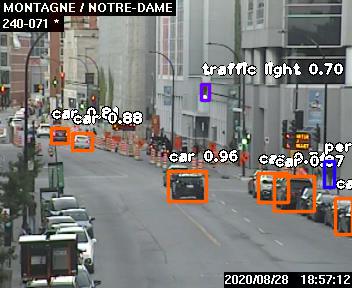 MONTAGNE / NOTRE-DAME
240-071 *
traffic light 0.70
car 0.88
car 0.96
per
2020/08/28 18:57:12